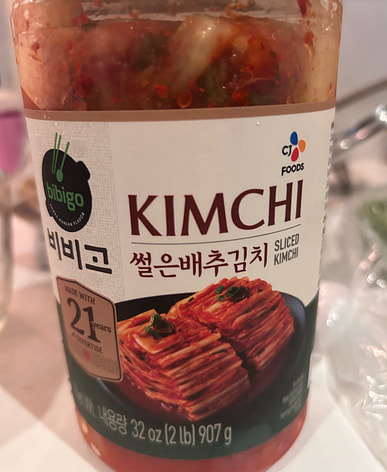 CJ
FOODS
bibigo
KIMCHI
비비고
썰은배추김치
SLICED
KIMCHI
MADE WITH
21
years
내용량 32 oz (2 lb) 907 g